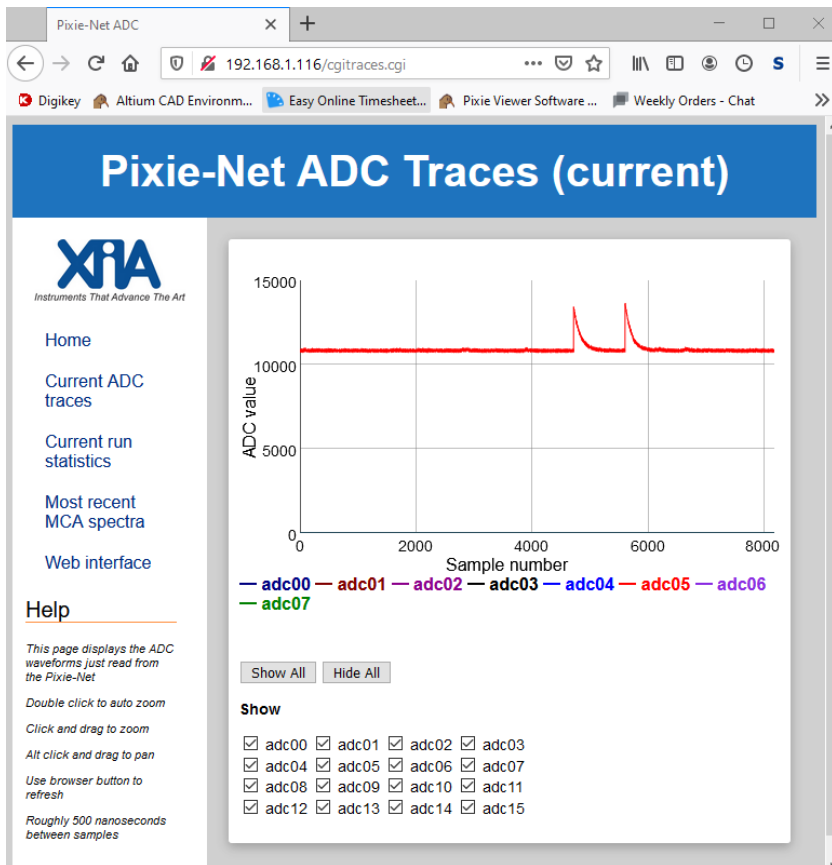 Pixie-Net ADC
192.168.1.116/cgitraces.cgi
Digikey Altium CAD Environm... Easy Online Timesheet... Pixie Viewer Software ... Weekly Orders - Chat
Pixie-Net ADC Traces (current)
XIA
Instruments That Advance The Art
Home
Current ADC
traces
Current run
statistics
Most recent
MCA spectra
Web interface
Help
This page displays the ADC
waveforms just read from
the Pixie-Net
Double click to auto zoom
Click and drag to zoom
Alt click and drag to pan
Use browser button to
refresh
Roughly 500 nanoseconds
between samples
15000
10000
5000
0
ADC value
0 2000 4000 6000 8000
Sample number
adc00 adc01 adc02 adc03 adc04 adc05 adc06
adc07
Show All Hide All
Show
adc00 adc01 adc02 adc03
adc04 adc05 adc06 adc07
adc08 adc09 adc10 adc11
adc12 adc13 adc14 adc15